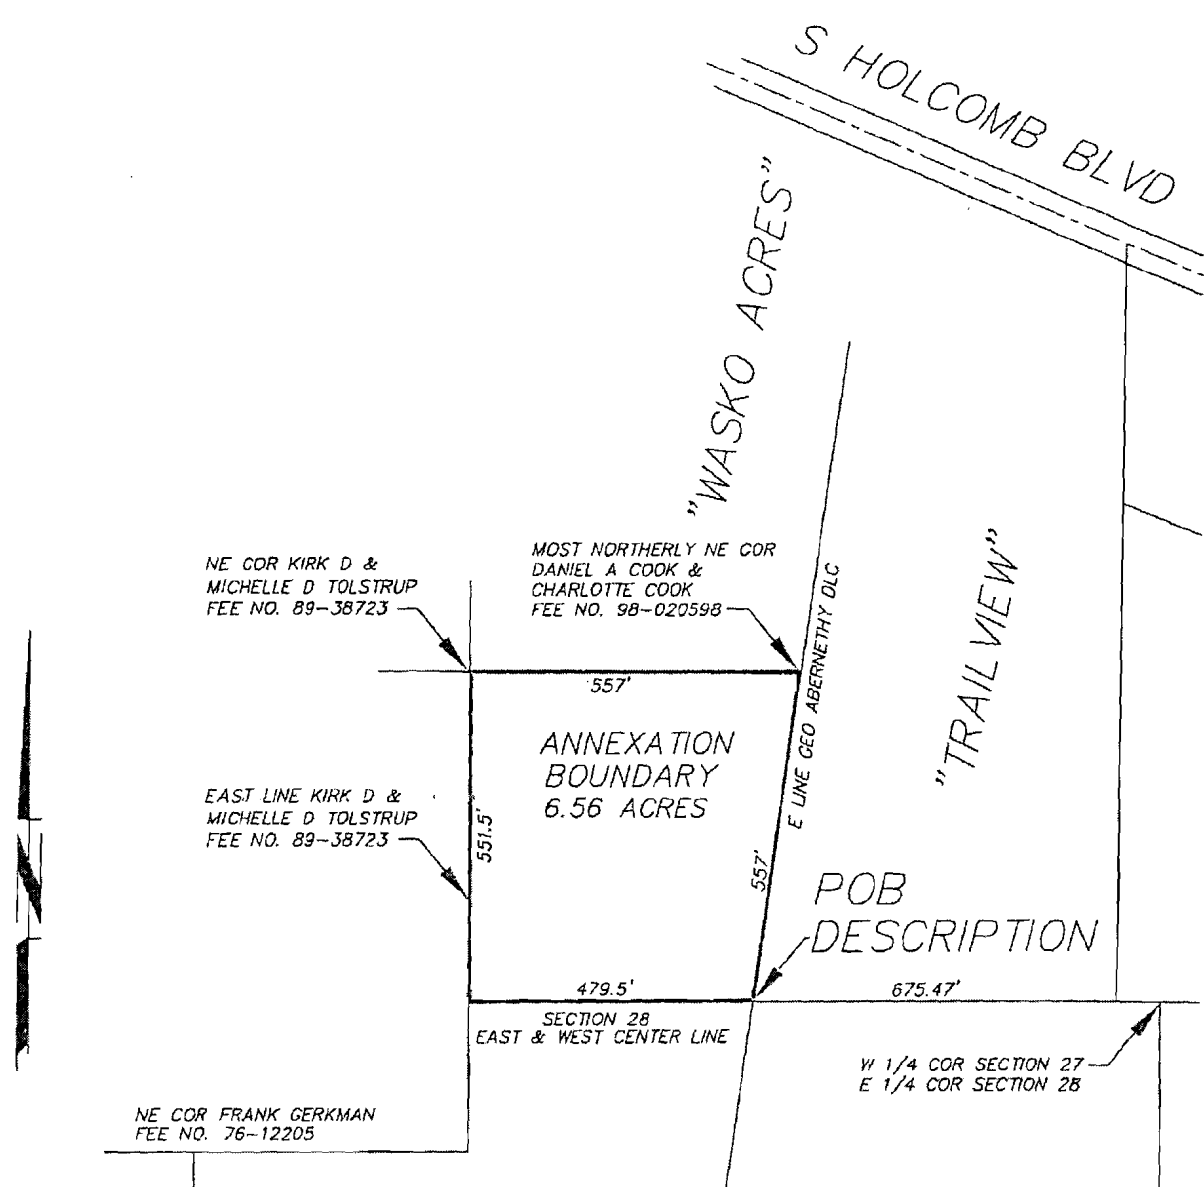 S HOLCOMB BLVD
"WASKO ACRES"
NE COR KIRK D &
MICHELLE D TOLSTRUP
FEE NO. 89-38723
MOST NORTHERLY NE COR
DANIEL A COOK &
CHARLOTTE COOK
FEE NO. 98-020598
E LINE GEO ABERNETHY DLC
"TRAILVIEW"
557'
ANNEXATION
BOUNDARY
6.56 ACRES
EAST LINE KIRK D &
MICHELLE D TOLSTRUP
FEE NO. 89-38723
551.5'
557'
POB
DESCRIPTION
479.5'
675.47'
SECTION 28
EAST & WEST CENTER LINE
W 1/4 COR SECTION 27
E 1/4 COR SECTION 28
NE COR FRANK GERKMAN
FEE NO. 76-12205
N